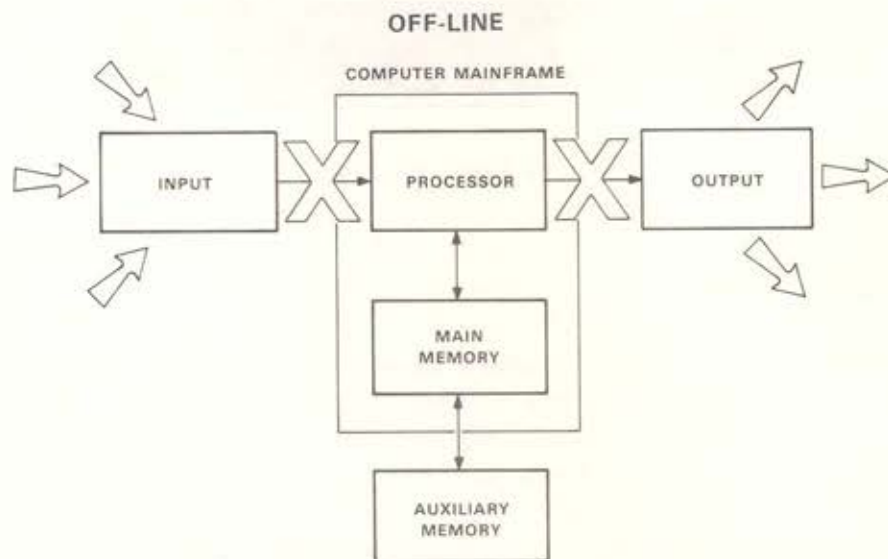 OFF-LINE
COMPUTER MAINFRAME
INPUT
PROCESSOR
OUTPUT
MAIN
MEMORY
AUXILIARY
MEMORY